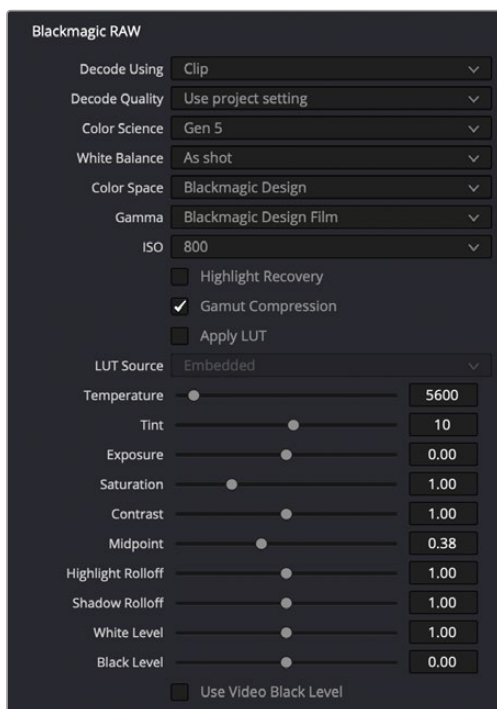 Blackmagic RAW
Decode Using Clip
Decode Quality Use project setting
Color Science Gen 5
White Balance As shot
Color Space Blackmagic Design
Gamma Blackmagic Design Film
ISO 800
Highlight Recovery
Gamut Compression
Apply LUT
LUT Source Embedded
Temperature 5600
Tint 10
Exposure 0.00
Saturation 1.00
Contrast 1.00
Midpoint 0.38
Highlight Rolloff 1.00
Shadow Rolloff 1.00
White Level 1.00
Black Level 0.00
Use Video Black Level